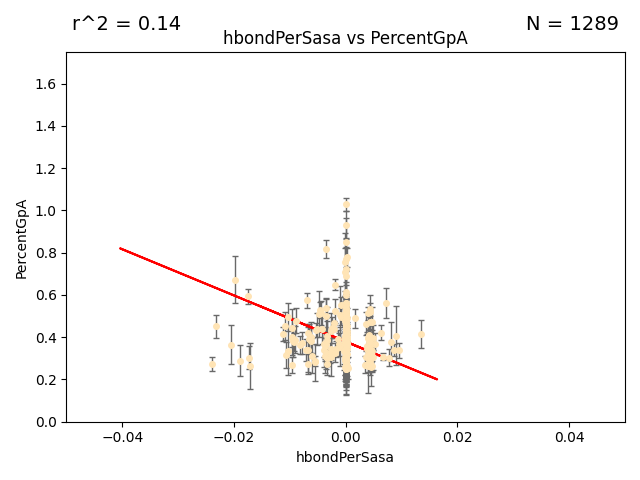 r^2 = 0.14
N = 1289
hbondPerSasa vs PercentGpA
1.6
1.4
1.2
1.0
0.8
0.6
0.4
0.2
0.0
PercentGpA
−0.04
−0.02
0.00
0.02
0.04
hbondPerSasa